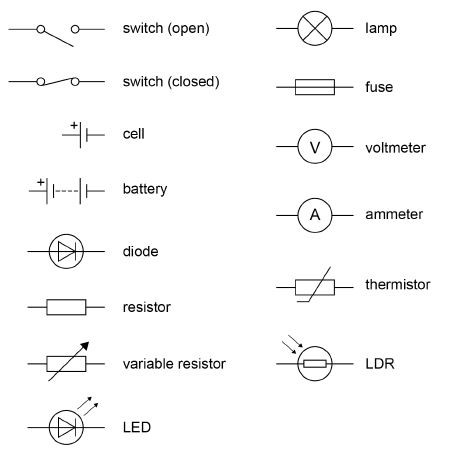 switch (open)
switch (closed)
+
cell
+
battery
diode
resistor
variable resistor
LED
lamp
fuse
V
voltmeter
A
ammeter
thermistor
LDR